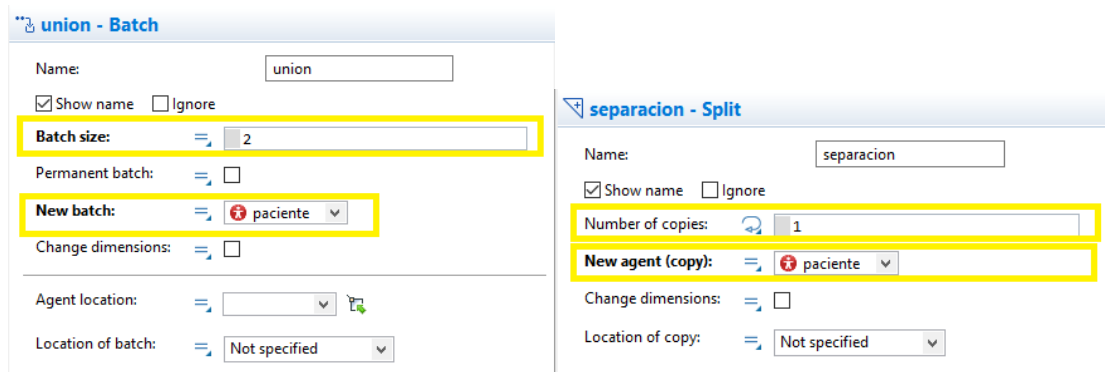 union - Batch
Name: union
Show name Ignore
Batch size: 2
Permanent batch:
New batch: paciente
Change dimensions:
Agent location:
Location of batch: Not specified
separacion - Split
Name: separacion
Show name Ignore
Number of copies: 1
New agent (copy): paciente
Change dimensions:
Location of copy: Not specified